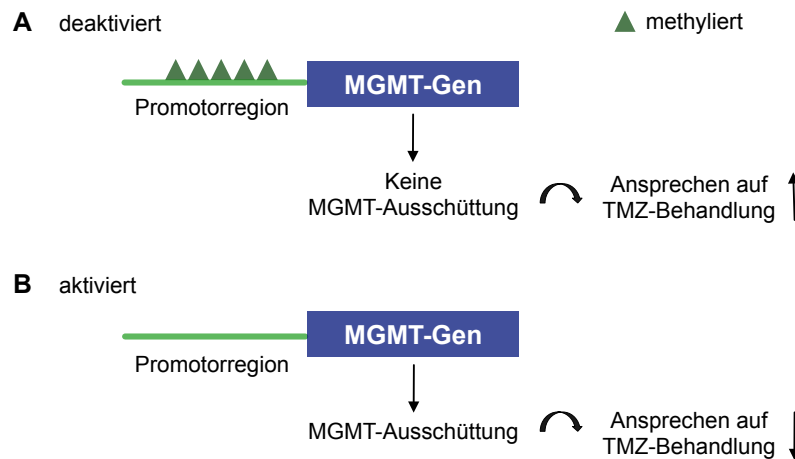 A deaktiviert
methyliert
MGMT-Gen
Promotorregion
Keine
MGMT-Ausschüttung
Ansprechen auf
TMZ-Behandlung
B aktiviert
MGMT-Gen
Promotorregion
MGMT-Ausschüttung
Ansprechen auf
TMZ-Behandlung